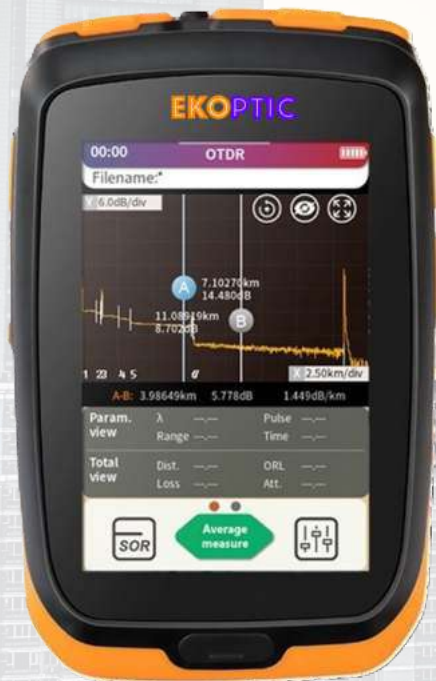 EKOPTIC
00:00 OTDR
Filename:*
Y 6.0dB/div
A 7.10270km
14.480dB
11.08919km
8.702dB B
1 23 4 5 6
X 2.50km/div
A-B: 3.98649km 5.778dB 1.449dB/km
Param. view λ --.-- Pulse --.--
Range --.-- Time --.--
Total view Dist. --.-- ORL --.--
Loss --.-- Att. --.--
SOR Average measure